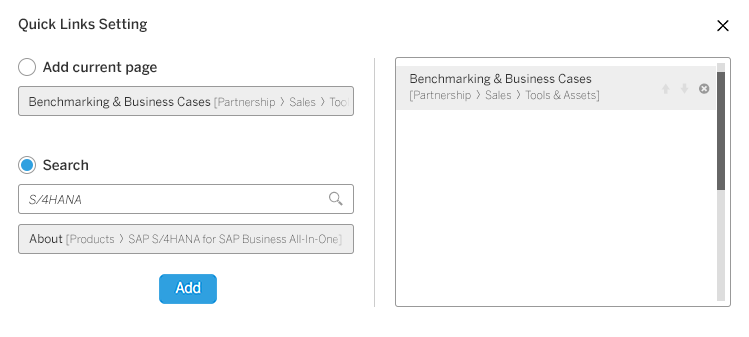 Quick Links Setting
Add current page
Benchmarking & Business Cases [Partnership 〉 Sales 〉 Too
Search
S/4HANA
About [Products 〉 SAP S/4HANA for SAP Business All-In-One]
Add
Benchmarking & Business Cases
[Partnership 〉 Sales 〉 Tools & Assets]